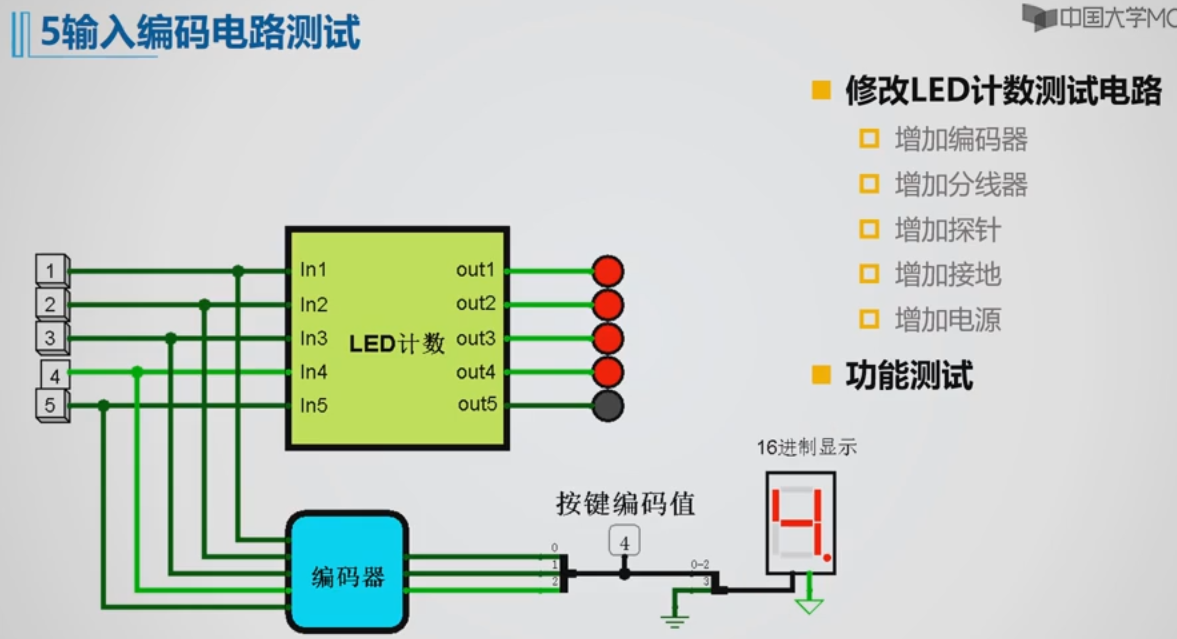 5输入编码电路测试
中国大学MO
修改LED计数测试电路
增加编码器
增加分线器
增加探针
增加接地
增加电源
功能测试
1 In1 out1
2 In2 out2
3 In3 LED计数 out3
4 In4 out4
5 In5 out5
16进制显示
按键编码值
4
4.
编码器
0
1
2
0-2
3